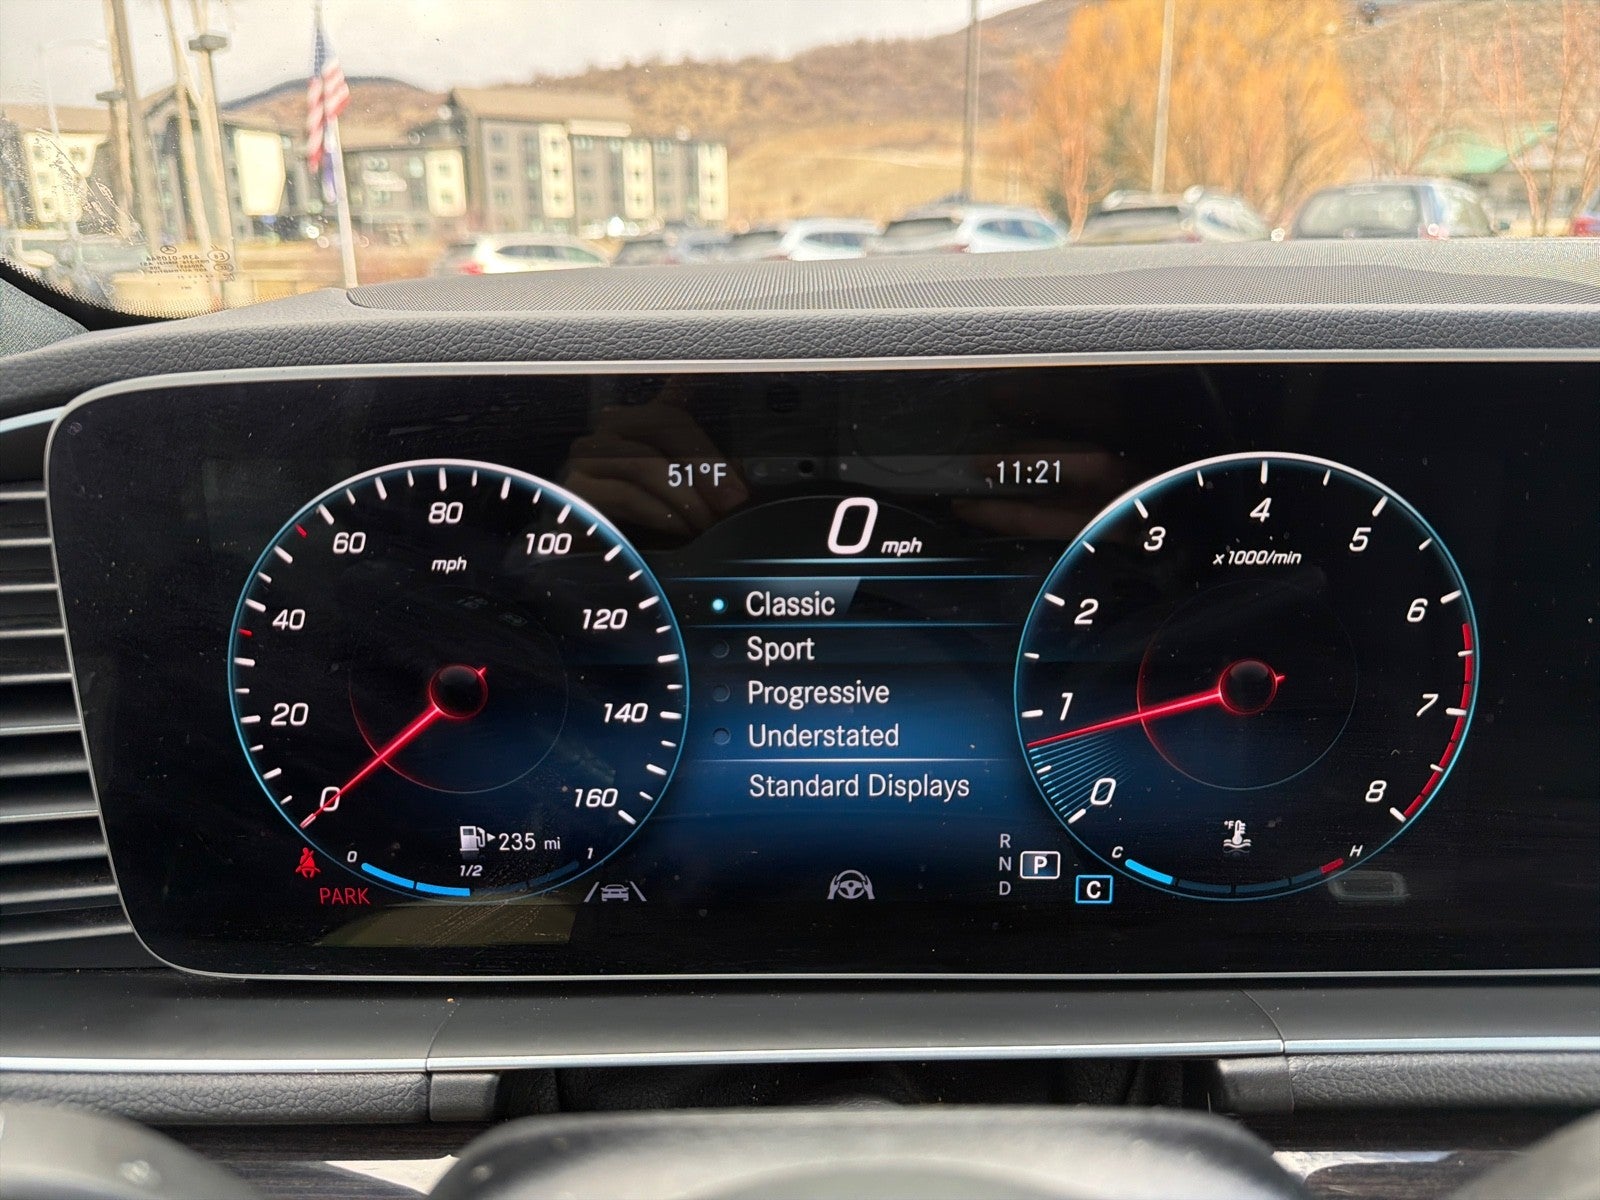 51°F
11:21
0 mph
Classic
Sport
Progressive
Understated
Standard Displays
0
20
40
60
80
100
120
140
160
mph
235 mi
0
1/2
1
PARK
R
N
D
P
C
0
1
2
3
4
5
6
7
8
x1000/min
°F
C
H